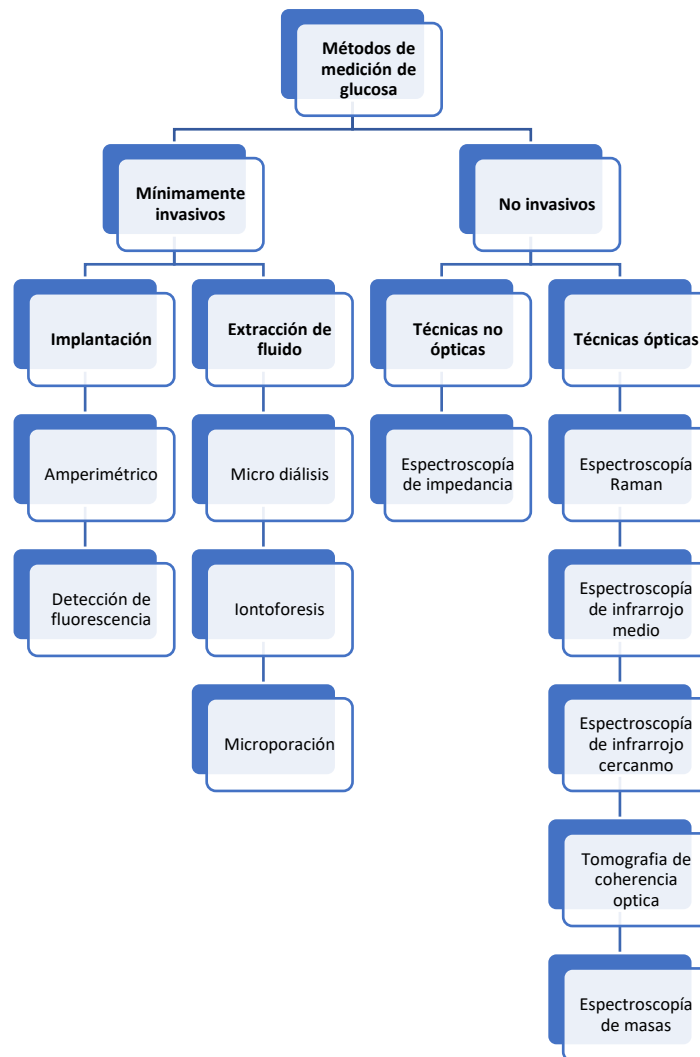 Métodos de
medición de
glucosa
Mínimamente
invasivos
No invasivos
Implantación
Extracción de
fluido
Técnicas no
ópticas
Técnicas ópticas
Amperimétrico
Micro diálisis
Espectroscopía
de impedancia
Espectroscopía
Raman
Detección de
fluorescencia
Iontoforesis
Espectroscopía
de infrarrojo
medio
Microporación
Espectroscopía
de infrarrojo
cercanmo
Tomografia de
coherencia
optica
Espectroscopía
de masas